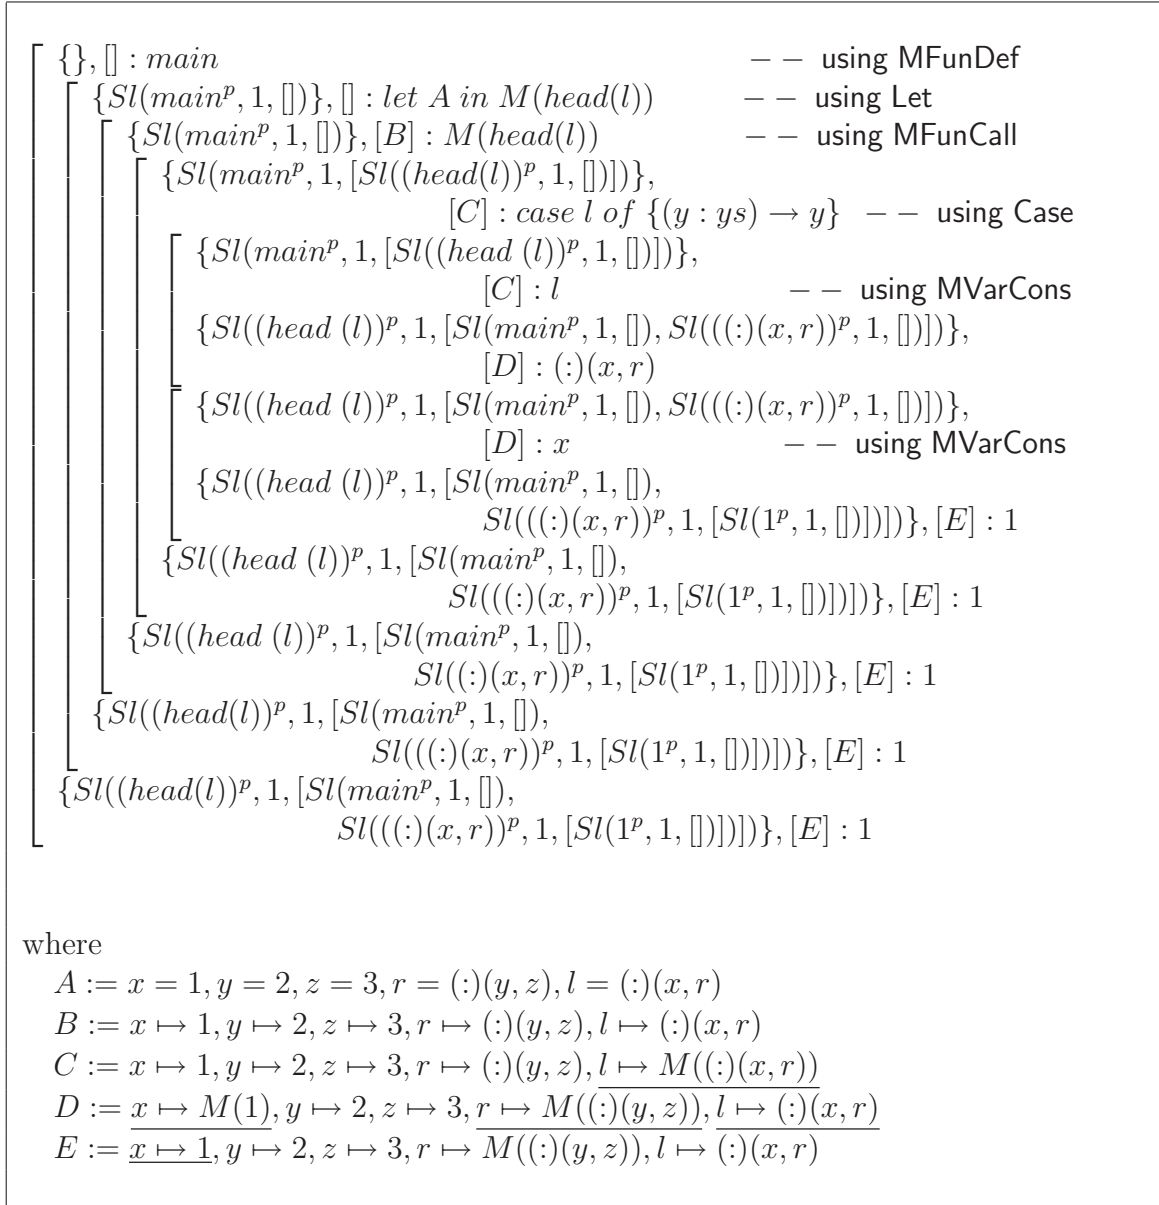 {}, [] : main −− using MFunDef
{Sl(main^p, 1, [])}, [] : let A in M(head(l)) −− using Let
{Sl(main^p, 1, [])}, [B] : M(head(l)) −− using MFunCall
{Sl(main^p, 1, [Sl((head(l))^p, 1, [])])},
[C] : case l of {(y : ys) → y} −− using Case
{Sl(main^p, 1, [Sl((head (l))^p, 1, [])])},
[C] : l −− using MVarCons
{Sl((head (l))^p, 1, [Sl(main^p, 1, []), Sl(((:)(x, r))^p, 1, [])])},
[D] : (:)(x, r)
{Sl((head (l))^p, 1, [Sl(main^p, 1, []), Sl(((:)(x, r))^p, 1, [])])},
[D] : x −− using MVarCons
{Sl((head (l))^p, 1, [Sl(main^p, 1, []),
Sl(((:)(x, r))^p, 1, [Sl(1^p, 1, [])])])}, [E] : 1
{Sl((head (l))^p, 1, [Sl(main^p, 1, []),
Sl(((:)(x, r))^p, 1, [Sl(1^p, 1, [])])])}, [E] : 1
{Sl((head (l))^p, 1, [Sl(main^p, 1, []),
Sl((:)(x, r))^p, 1, [Sl(1^p, 1, [])])])}, [E] : 1
{Sl((head(l))^p, 1, [Sl(main^p, 1, []),
Sl(((:)(x, r))^p, 1, [Sl(1^p, 1, [])])])}, [E] : 1
{Sl((head(l))^p, 1, [Sl(main^p, 1, []),
Sl(((:)(x, r))^p, 1, [Sl(1^p, 1, [])])])}, [E] : 1
where
A := x = 1, y = 2, z = 3, r = (:)(y, z), l = (:)(x, r)
B := x ↦ 1, y ↦ 2, z ↦ 3, r ↦ (:)(y, z), l ↦ (:)(x, r)
C := x ↦ 1, y ↦ 2, z ↦ 3, r ↦ (:)(y, z), l ↦ M((:)(x, r))
D := x ↦ M(1), y ↦ 2, z ↦ 3, r ↦ M((:)(y, z)), l ↦ (:)(x, r)
E := x ↦ 1, y ↦ 2, z ↦ 3, r ↦ M((:)(y, z)), l ↦ (:)(x, r)